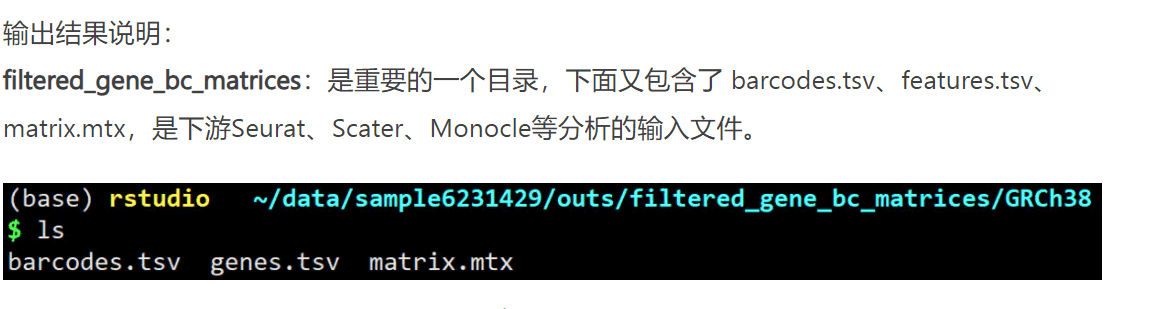 输出结果说明：
filtered_gene_bc_matrices：是重要的一个目录，下面又包含了 barcodes.tsv、features.tsv、
matrix.mtx，是下游Seurat、Scater、Monocle等分析的输入文件。
(base) rstudio ~/data/sample6231429/outs/filtered_gene_bc_matrices/GRCh38
$ ls
barcodes.tsv genes.tsv matrix.mtx